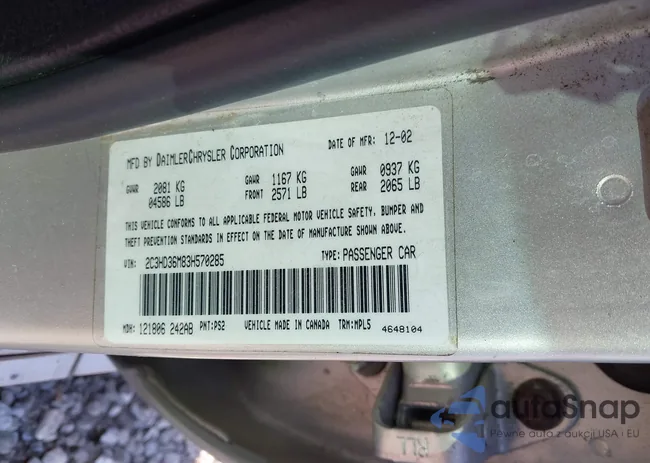 MFD BY DAIMLERCHRYSLER CORPORATION DATE OF MFR: 12-02
GVWR 2081 KG GAWR 1167 KG GAWR 0937 KG
04586 LB FRONT 2571 LB REAR 2065 LB
THIS VEHICLE CONFORMS TO ALL APPLICABLE FEDERAL MOTOR VEHICLE SAFETY, BUMPER AND
THEFT PREVENTION STANDARDS IN EFFECT ON THE DATE OF MANUFACTURE SHOWN ABOVE.
VIN: 2C3HD36M83H570285 TYPE: PASSENGER CAR
MDH: 121806 242AB PNT:PS2 VEHICLE MADE IN CANADA TRM:MPL5 4648104
RLL
autoSnap
Pewne auta z aukcji USA i EU